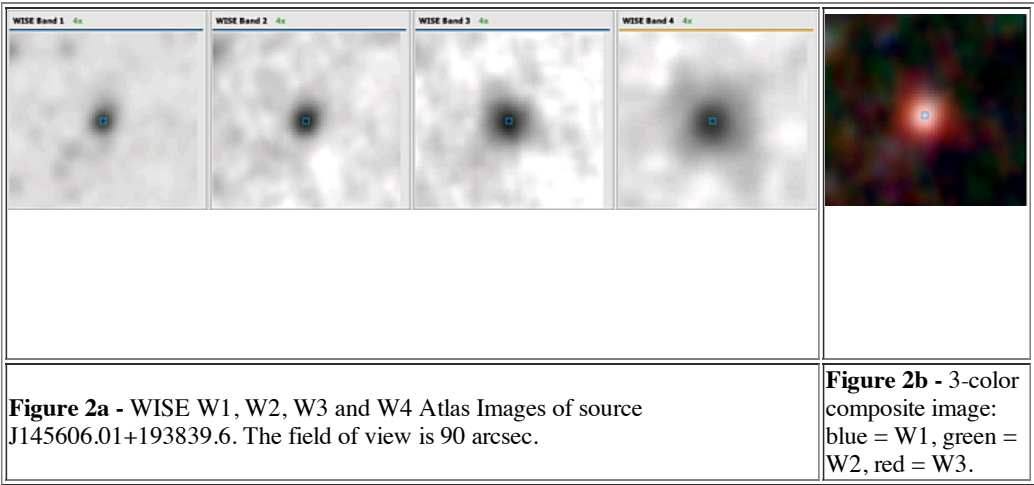 WISE Band 1 4x
WISE Band 2 4x
WISE Band 3 4x
WISE Band 4 4x
Figure 2a - WISE W1, W2, W3 and W4 Atlas Images of source
J145606.01+193839.6. The field of view is 90 arcsec.
Figure 2b - 3-color
composite image:
blue = W1, green =
W2, red = W3.